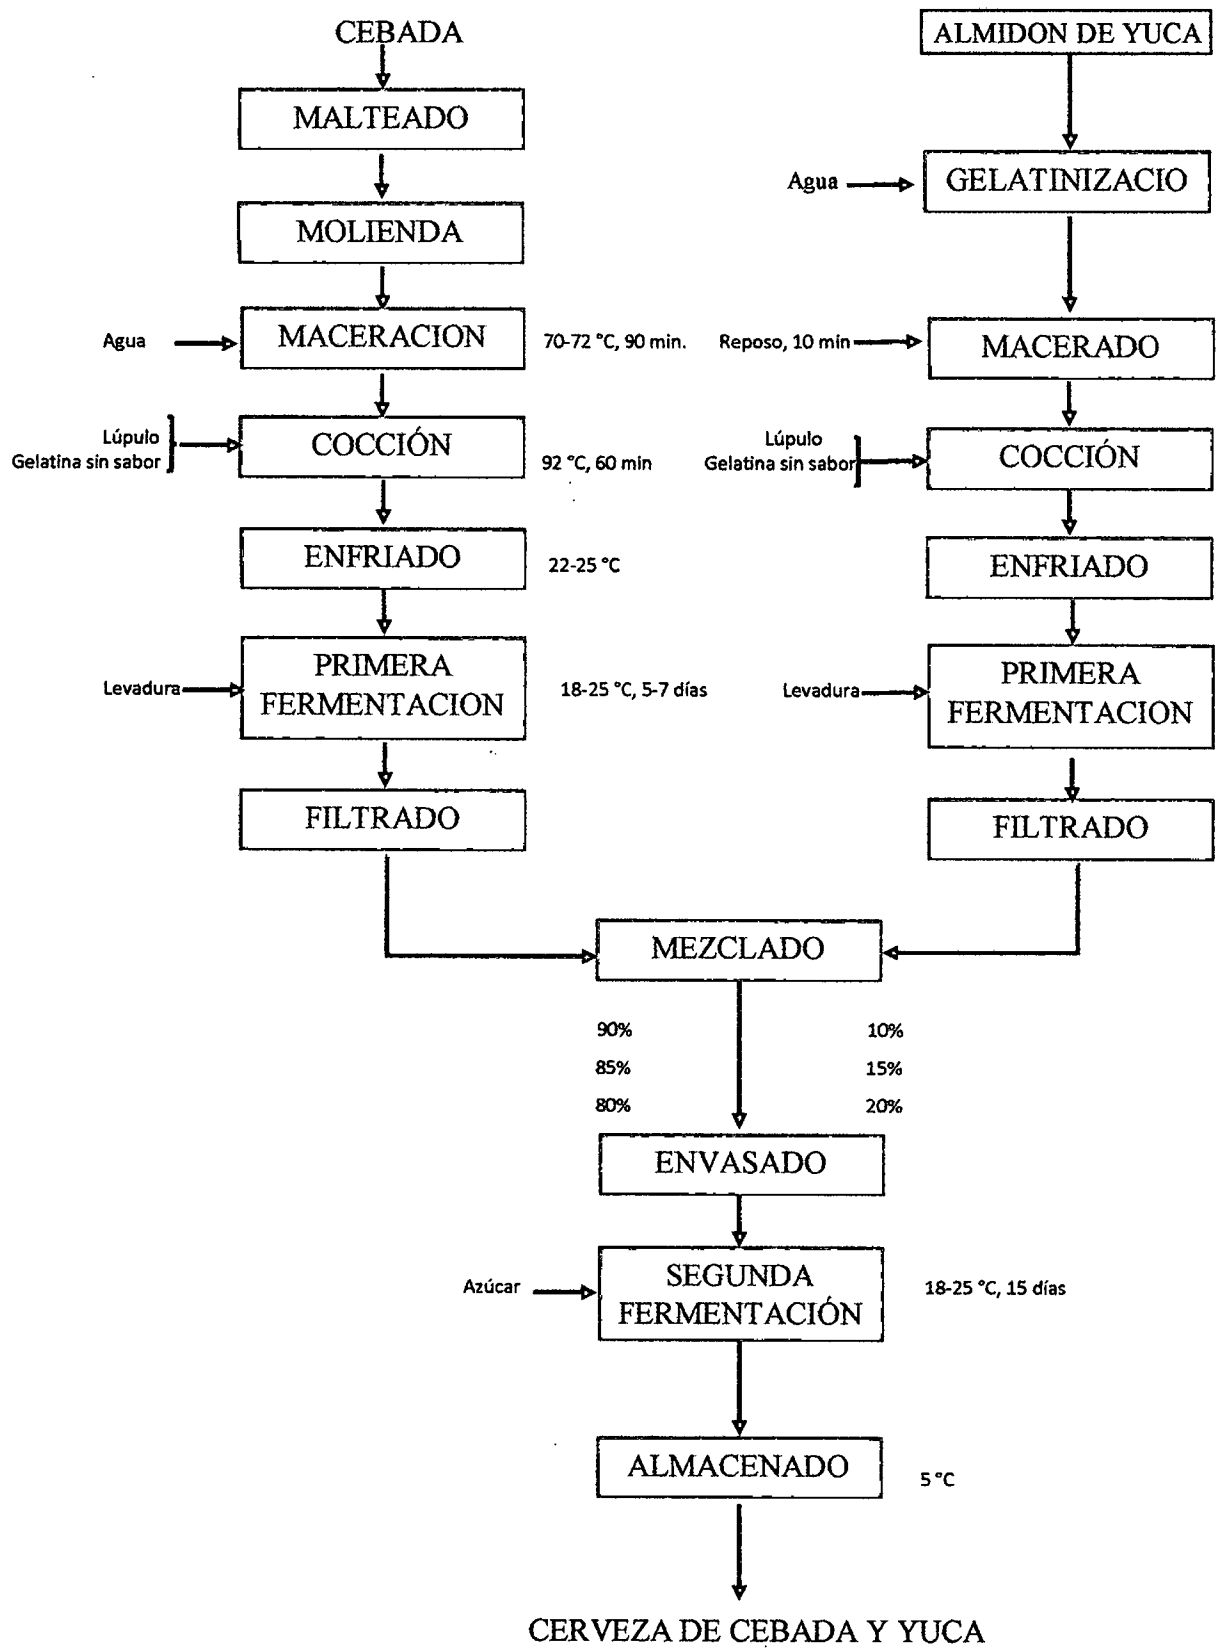 CEBADA
MALTEADO
MOLIENDA
Agua
MACERACION
70-72 °C, 90 min.
Lúpulo
Gelatina sin sabor
COCCIÓN
92 °C, 60 min
ENFRIADO
22-25 °C
Levadura
PRIMERA
FERMENTACION
18-25 °C, 5-7 días
FILTRADO
ALMIDON DE YUCA
Agua
GELATINIZACIO
Reposo, 10 min
MACERADO
Lúpulo
Gelatina sin sabor
COCCIÓN
ENFRIADO
Levadura
PRIMERA
FERMENTACION
FILTRADO
MEZCLADO
90%
10%
85%
15%
80%
20%
ENVASADO
Azúcar
SEGUNDA
FERMENTACIÓN
18-25 °C, 15 días
ALMACENADO
5 °C
CERVEZA DE CEBADA Y YUCA